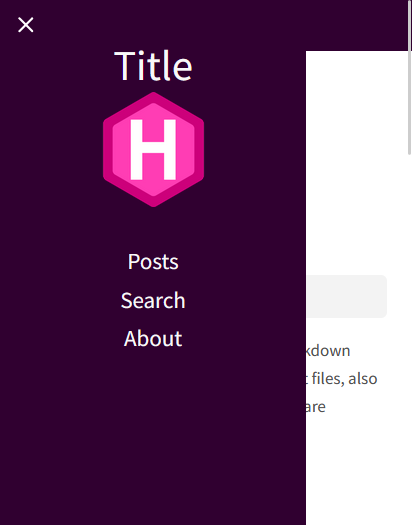 Title
H
Posts
Search
About
kdown
files, also
are